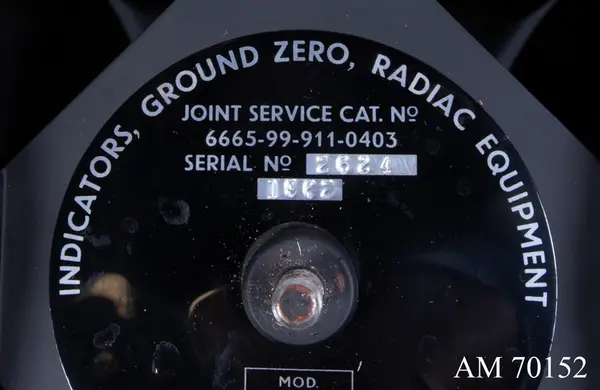 INDICATORS, GROUND ZERO, RADIAC EQUIPMENT
JOINT SERVICE CAT. Nº
6665-99-911-0403
SERIAL Nº 2624
1962
MOD.
AM 70152